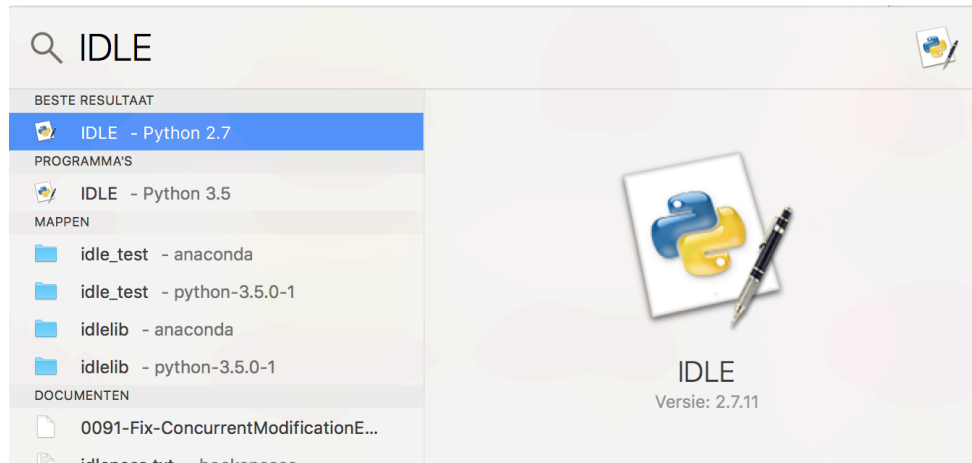 IDLE
BESTE RESULTAAT
IDLE - Python 2.7
PROGRAMMA'S
IDLE - Python 3.5
MAPPEN
idle_test - anaconda
idle_test - python-3.5.0-1
idlelib - anaconda
idlelib - python-3.5.0-1
DOCUMENTEN
0091-Fix-ConcurrentModificationE...
IDLE
Versie: 2.7.11